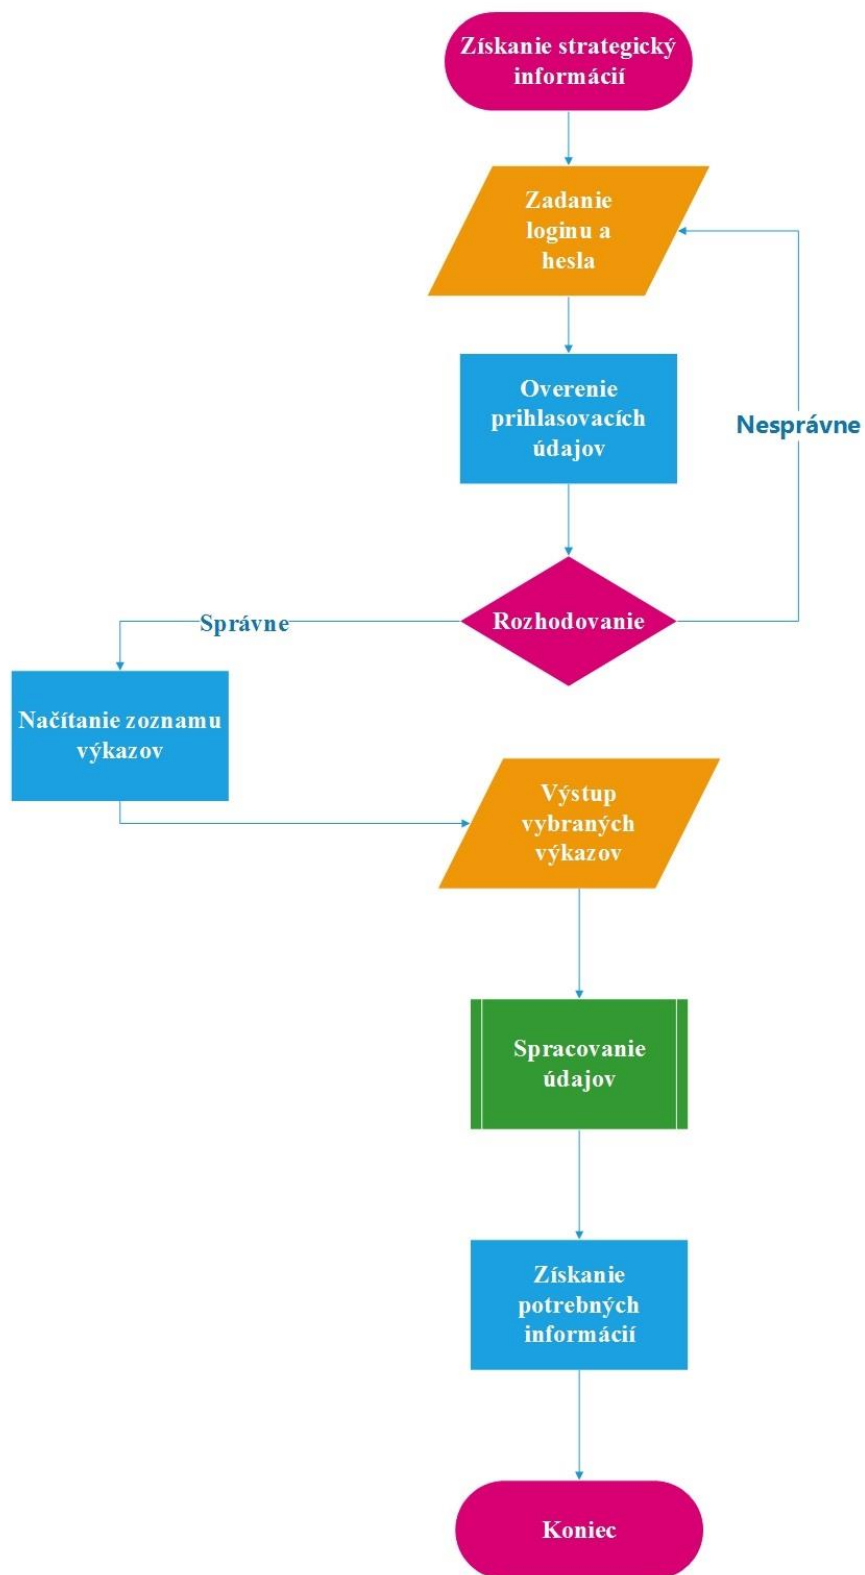 Získanie strategický
informácií
Zadanie
loginu a
hesla
Overenie
prihlasovacích
údajov
Nesprávne
Rozhodovanie
Správne
Načítanie zoznamu
výkazov
Výstup
vybraných
výkazov
Spracovanie
údajov
Získanie
potrebných
informácií
Koniec